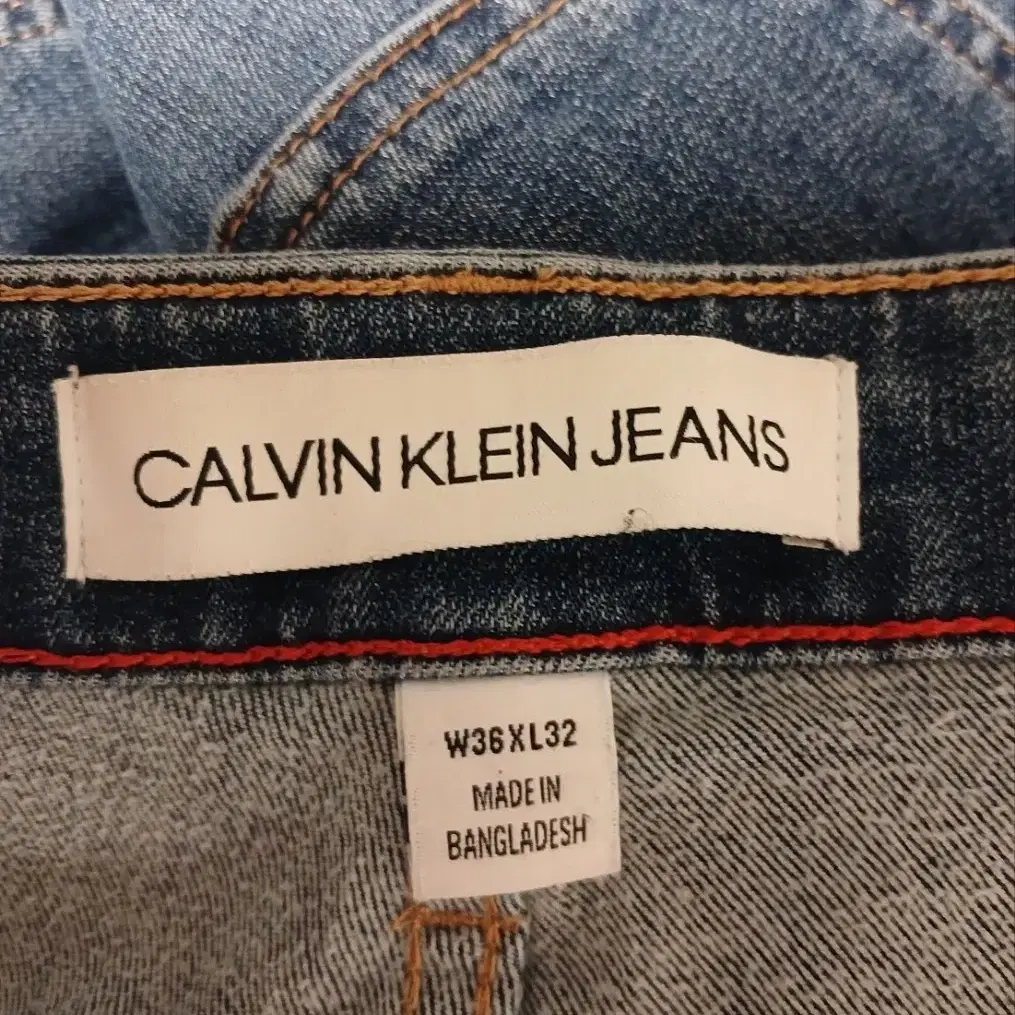 CALVIN KLEIN JEANS
W36XL32
MADE IN
BANGLADESH